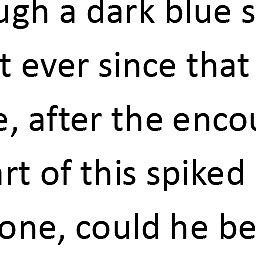 ugh a dark blue s
t ever since that
e, after the encou
art of this spiked
one, could he be